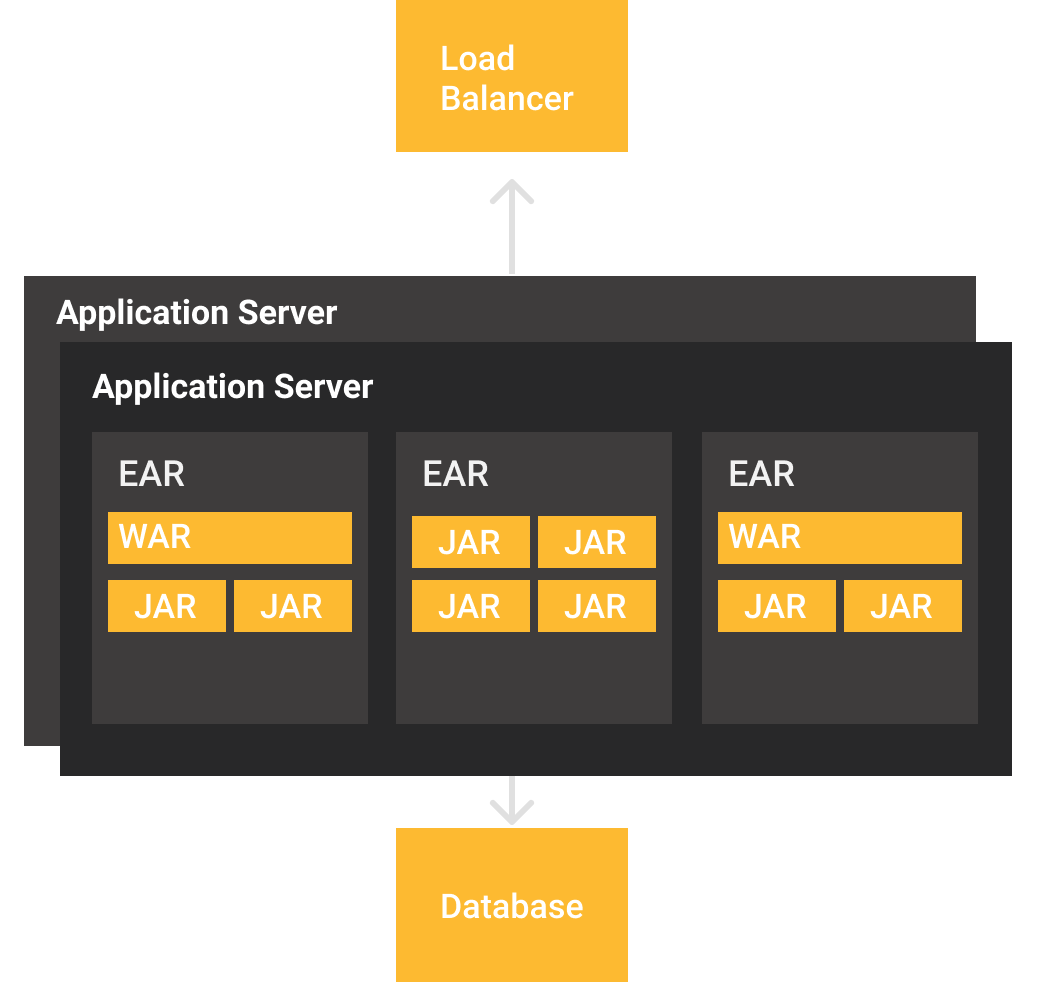 Load
Balancer
Application Server
Application Server
EAR
WAR
JAR JAR
EAR
JAR JAR
JAR JAR
EAR
WAR
JAR JAR
Database